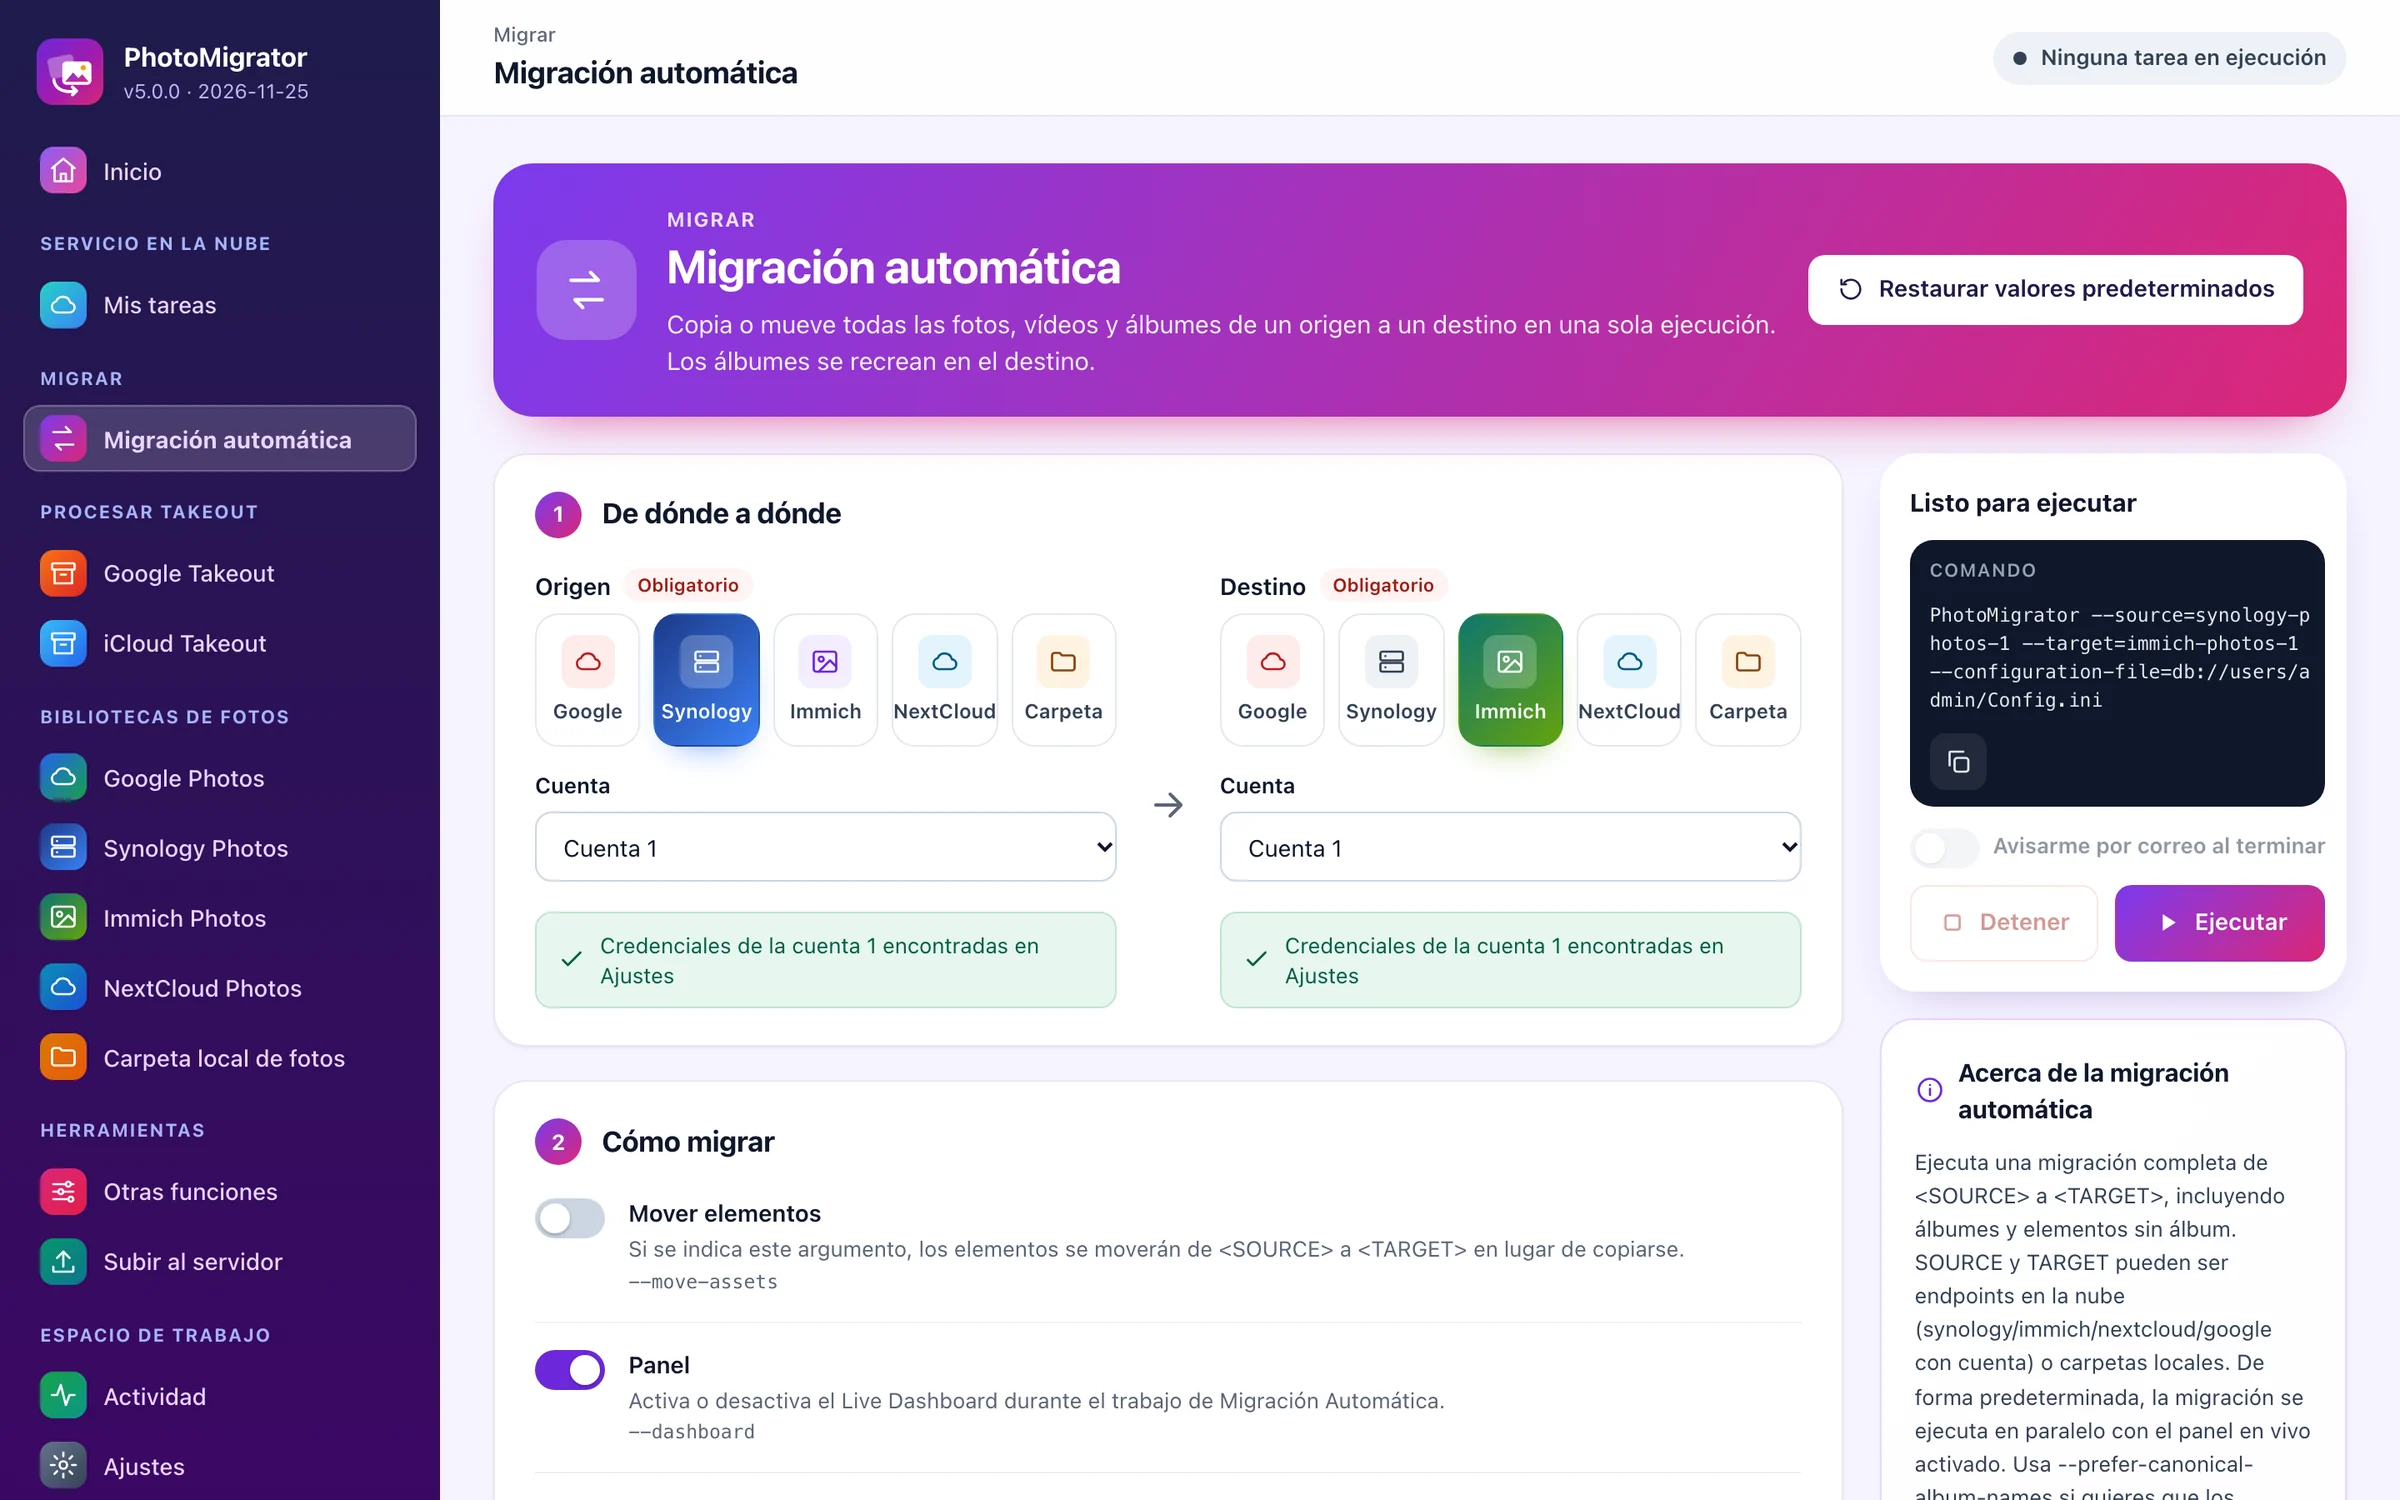 PhotoMigrator
v5.0.0 · 2026-11-25
Inicio
SERVICIO EN LA NUBE
Mis tareas
MIGRAR
Migración automática
PROCESAR TAKEOUT
Google Takeout
iCloud Takeout
BIBLIOTECAS DE FOTOS
Google Photos
Synology Photos
Immich Photos
NextCloud Photos
Carpeta local de fotos
HERRAMIENTAS
Otras funciones
Subir al servidor
ESPACIO DE TRABAJO
Actividad
Ajustes
Migrar
Migración automática
Ninguna tarea en ejecución
MIGRAR
Migración automática
Copia o mueve todas las fotos, vídeos y álbumes de un origen a un destino en una sola ejecución.
Los álbumes se recrean en el destino.
Restaurar valores predeterminados
1 De dónde a dónde
Origen Obligatorio
Google Synology Immich NextCloud Carpeta
Cuenta
Cuenta 1
Credenciales de la cuenta 1 encontradas en
Ajustes
Destino Obligatorio
Google Synology Immich NextCloud Carpeta
Cuenta
Cuenta 1
Credenciales de la cuenta 1 encontradas en
Ajustes
2 Cómo migrar
Mover elementos
Si se indica este argumento, los elementos se moverán de <SOURCE> a <TARGET> en lugar de copiarse.
--move-assets
Panel
Activa o desactiva el Live Dashboard durante el trabajo de Migración Automática.
--dashboard
Listo para ejecutar
COMANDO
PhotoMigrator --source=synology-p
hotos-1 --target=immich-photos-1
--configuration-file=db://users/a
dmin/Config.ini
Avisarme por correo al terminar
Detener
Ejecutar
Acerca de la migración
automática
Ejecuta una migración completa de
<SOURCE> a <TARGET>, incluyendo
álbumes y elementos sin álbum.
SOURCE y TARGET pueden ser
endpoints en la nube
(synology/immich/nextcloud/google
con cuenta) o carpetas locales. De
forma predeterminada, la migración se
ejecuta en paralelo con el panel en vivo
activado. Usa --prefer-canonical-
album-names si quieres que los